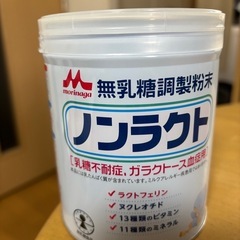 morinaga
無乳糖調製粉末
ノンラクト
乳糖不耐症、ガラクトース血症用
ラクトフェリン
ヌクレオチド
13種類のビタミン
11種類のミネラル